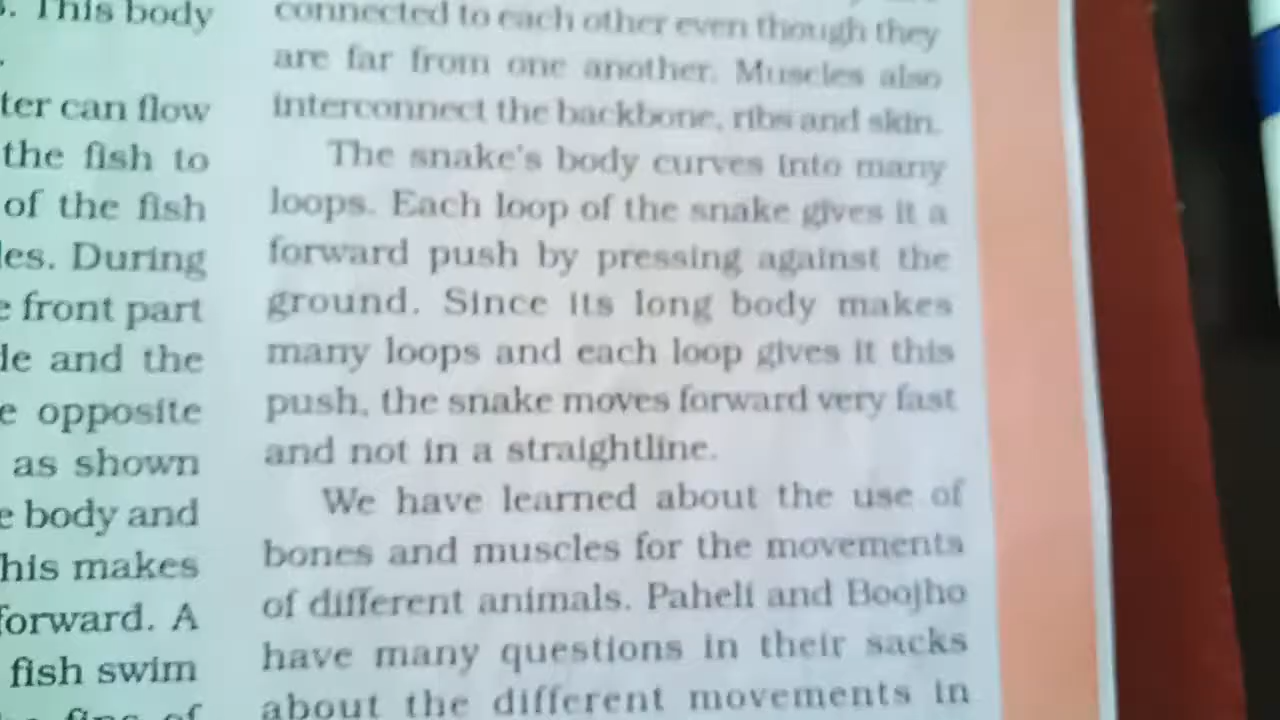 . This body
.
ter can flow
the fish to
of the fish
les. During
e front part
le and the
e opposite
as shown
e body and
his makes
forward. A
fish swim
fins of
connected to each other even though they
are far from one another. Muscles also
interconnect the backbone, ribs and skin.
The snake's body curves into many
loops. Each loop of the snake gives it a
forward push by pressing against the
ground. Since its long body makes
many loops and each loop gives it this
push, the snake moves forward very fast
and not in a straightline.
We have learned about the use of
bones and muscles for the movements
of different animals. Paheli and Boojho
have many questions in their sacks
about the different movements in